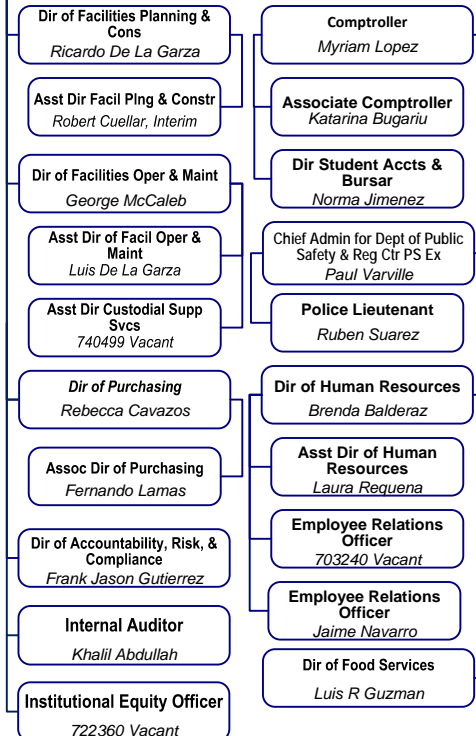 Dir of Facilities Planning &
Cons
Ricardo De La Garza
Asst Dir Facil Plng & Constr
Robert Cuellar, Interim
Dir of Facilities Oper & Maint
George McCaleb
Asst Dir of Facil Oper &
Maint
Luis De La Garza
Asst Dir Custodial Supp
Svcs
740499 Vacant
Dir of Purchasing
Rebecca Cavazos
Assoc Dir of Purchasing
Fernando Lamas
Dir of Accountability, Risk, &
Compliance
Frank Jason Gutierrez
Internal Auditor
Khalil Abdullah
Institutional Equity Officer
722360 Vacant
Comptroller
Myriam Lopez
Associate Comptroller
Katarina Bugariu
Dir Student Accts &
Bursar
Norma Jimenez
Chief Admin for Dept of Public
Safety & Reg Ctr PS Ex
Paul Varville
Police Lieutenant
Ruben Suarez
Dir of Human Resources
Brenda Balderaz
Asst Dir of Human
Resources
Laura Requena
Employee Relations
Officer
703240 Vacant
Employee Relations
Officer
Jaime Navarro
Dir of Food Services
Luis R Guzman